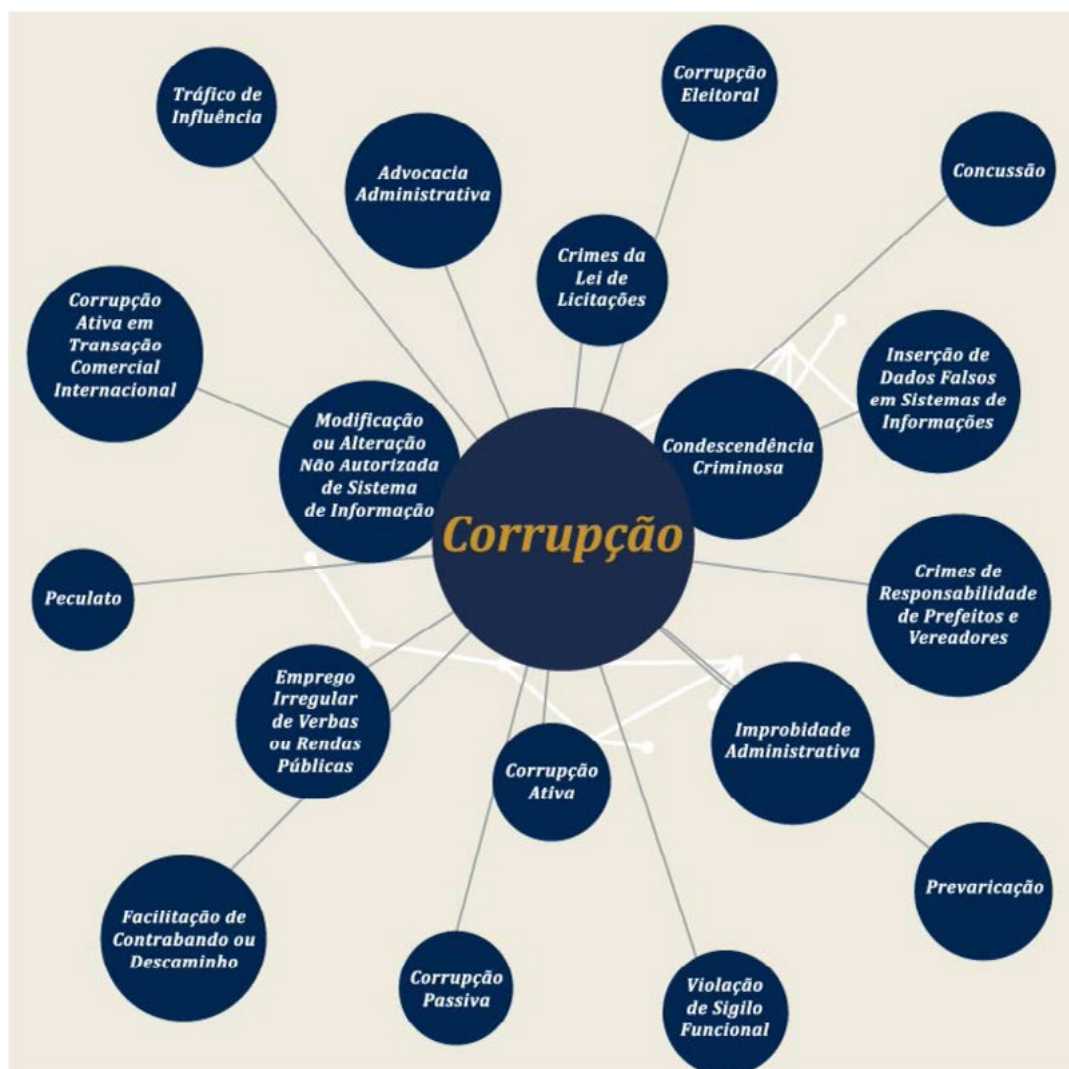 Tráfico de
Influência
Corrupção
Eleitoral
Advocacia
Administrativa
Concussão
Crimes da
Lei de
Licitações
Corrupção
Ativa em
Transação
Comercial
Internacional
Inserção de
Dados Falsos
em Sistemas de
Informações
Modificação
ou Alteração
Não Autorizada
de Sistema
de Informação
Condescendência
Criminosa
Corrupção
Peculato
Crimes de
Responsabilidade
de Prefeitos e
Vereadores
Emprego
Irregular
de Verbas
ou Rendas
Públicas
Improbidade
Administrativa
Corrupção
Ativa
Prevaricação
Facilitação de
Contrabando ou
Descaminho
Corrupção
Passiva
Violação
de Sigilo
Funcional